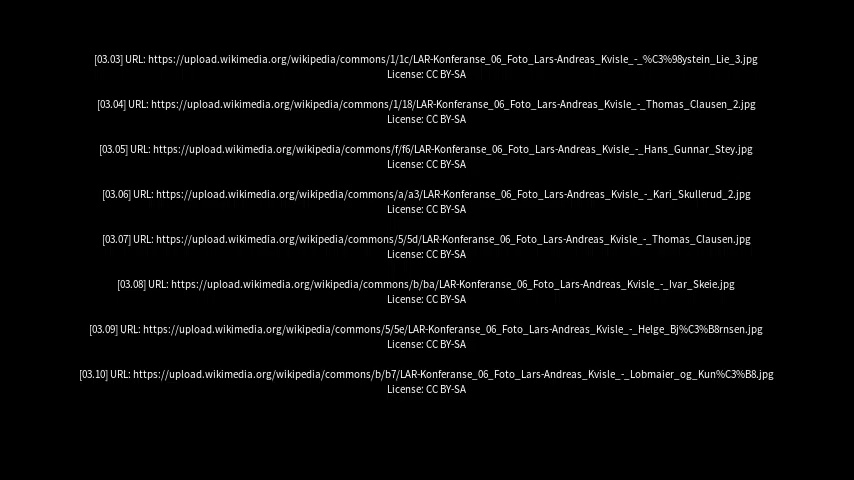 [03.03] URL: https://upload.wikimedia.org/wikipedia/commons/1/1c/LAR-Konferanse_06_Foto_Lars-Andreas_Kvisle_-_%C3%98ystein_Lie_3.jpg
License: CC BY-SA
[03.04] URL: https://upload.wikimedia.org/wikipedia/commons/1/18/LAR-Konferanse_06_Foto_Lars-Andreas_Kvisle_-_Thomas_Clausen_2.jpg
License: CC BY-SA
[03.05] URL: https://upload.wikimedia.org/wikipedia/commons/f/f6/LAR-Konferanse_06_Foto_Lars-Andreas_Kvisle_-_Hans_Gunnar_Stey.jpg
License: CC BY-SA
[03.06] URL: https://upload.wikimedia.org/wikipedia/commons/a/a3/LAR-Konferanse_06_Foto_Lars-Andreas_Kvisle_-_Kari_Skullerud_2.jpg
License: CC BY-SA
[03.07] URL: https://upload.wikimedia.org/wikipedia/commons/5/5d/LAR-Konferanse_06_Foto_Lars-Andreas_Kvisle_-_Thomas_Clausen.jpg
License: CC BY-SA
[03.08] URL: https://upload.wikimedia.org/wikipedia/commons/b/ba/LAR-Konferanse_06_Foto_Lars-Andreas_Kvisle_-_Ivar_Skeie.jpg
License: CC BY-SA
[03.09] URL: https://upload.wikimedia.org/wikipedia/commons/5/5e/LAR-Konferanse_06_Foto_Lars-Andreas_Kvisle_-_Helge_Bj%C3%B8rnsen.jpg
License: CC BY-SA
[03.10] URL: https://upload.wikimedia.org/wikipedia/commons/b/b7/LAR-Konferanse_06_Foto_Lars-Andreas_Kvisle_-_Lobmaier_og_Kun%C3%B8.jpg
License: CC BY-SA